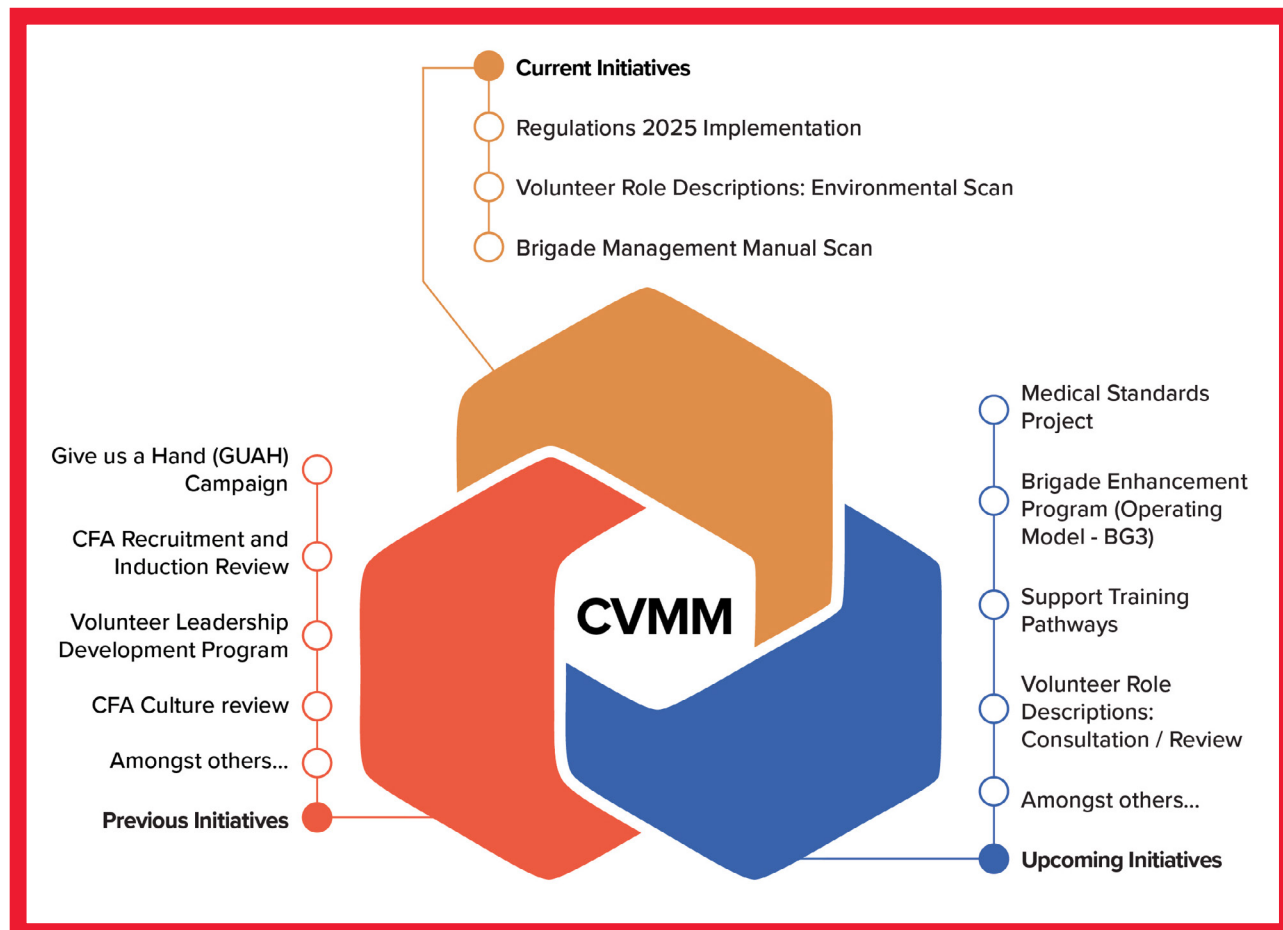 Current Initiatives
Regulations 2025 Implementation
Volunteer Role Descriptions: Environmental Scan
Brigade Management Manual Scan
Give us a Hand (GUAH)
Campaign
CFA Recruitment and
Induction Review
Volunteer Leadership
Development Program
CFA Culture review
Amongst others...
Previous Initiatives
CVMM
Medical Standards
Project
Brigade Enhancement
Program (Operating
Model - BG3)
Support Training
Pathways
Volunteer Role
Descriptions:
Consultation / Review
Amongst others...
Upcoming Initiatives